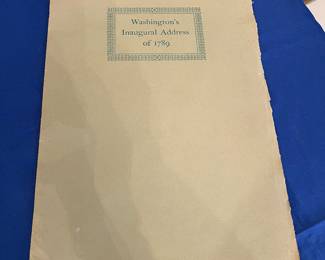 Washington's
Inaugural Address
of 1789